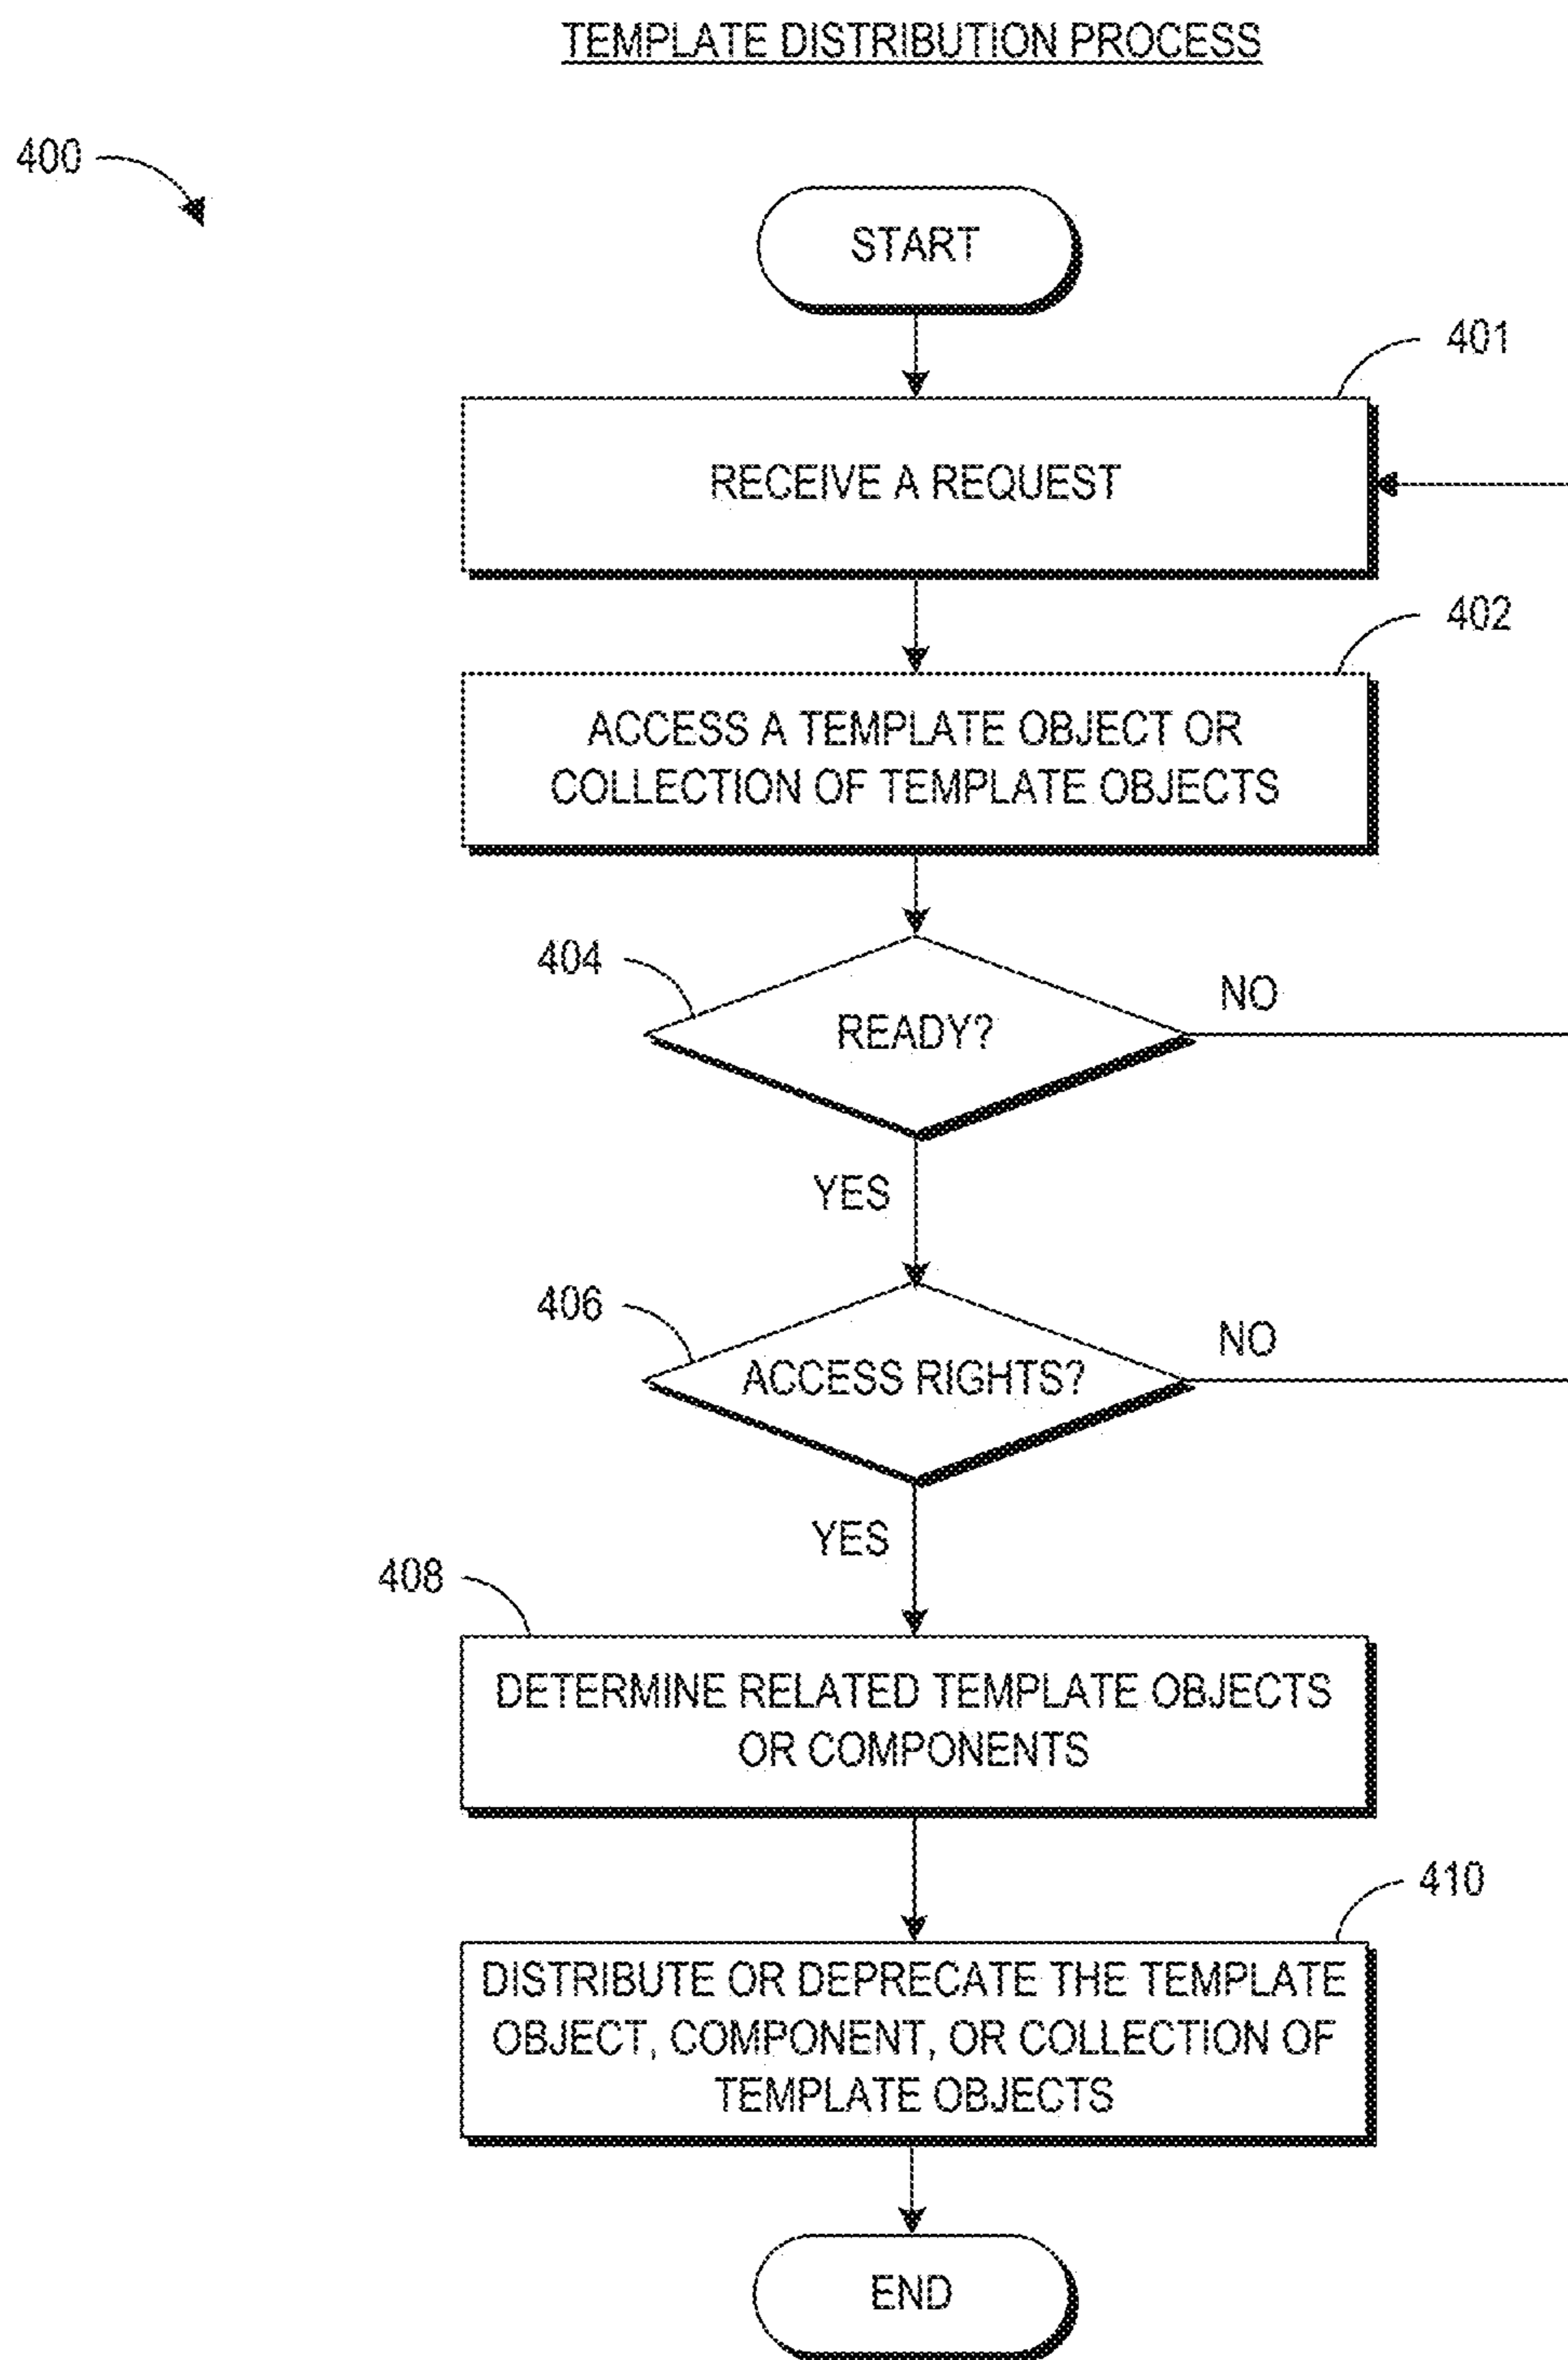 TEMPLATE DISTRIBUTION PROCESS
400
START
401
RECEIVE A REQUEST
402
ACCESS A TEMPLATE OBJECT OR
COLLECTION OF TEMPLATE OBJECTS
404
READY?
NO
YES
406
ACCESS RIGHTS?
NO
YES
408
DETERMINE RELATED TEMPLATE OBJECTS
OR COMPONENTS
410
DISTRIBUTE OR DEPRECATE THE TEMPLATE
OBJECT, COMPONENT, OR COLLECTION OF
TEMPLATE OBJECTS
END